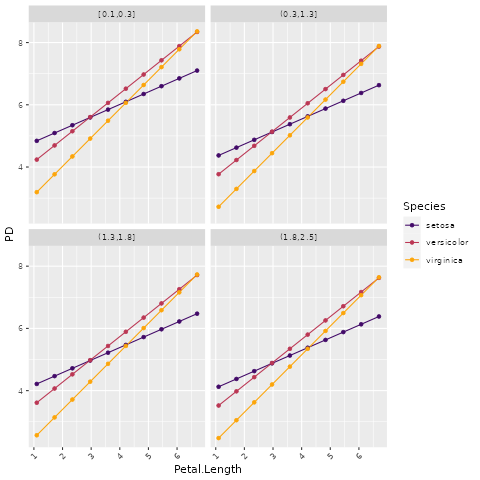 [0.1,0.3]
(0.3,1.3]
8
6
4
PD
(1.3,1.8]
(1.8,2.5]
8
6
4
1 2 3 4 5 6
1 2 3 4 5 6
Petal.Length
Species
setosa
versicolor
virginica